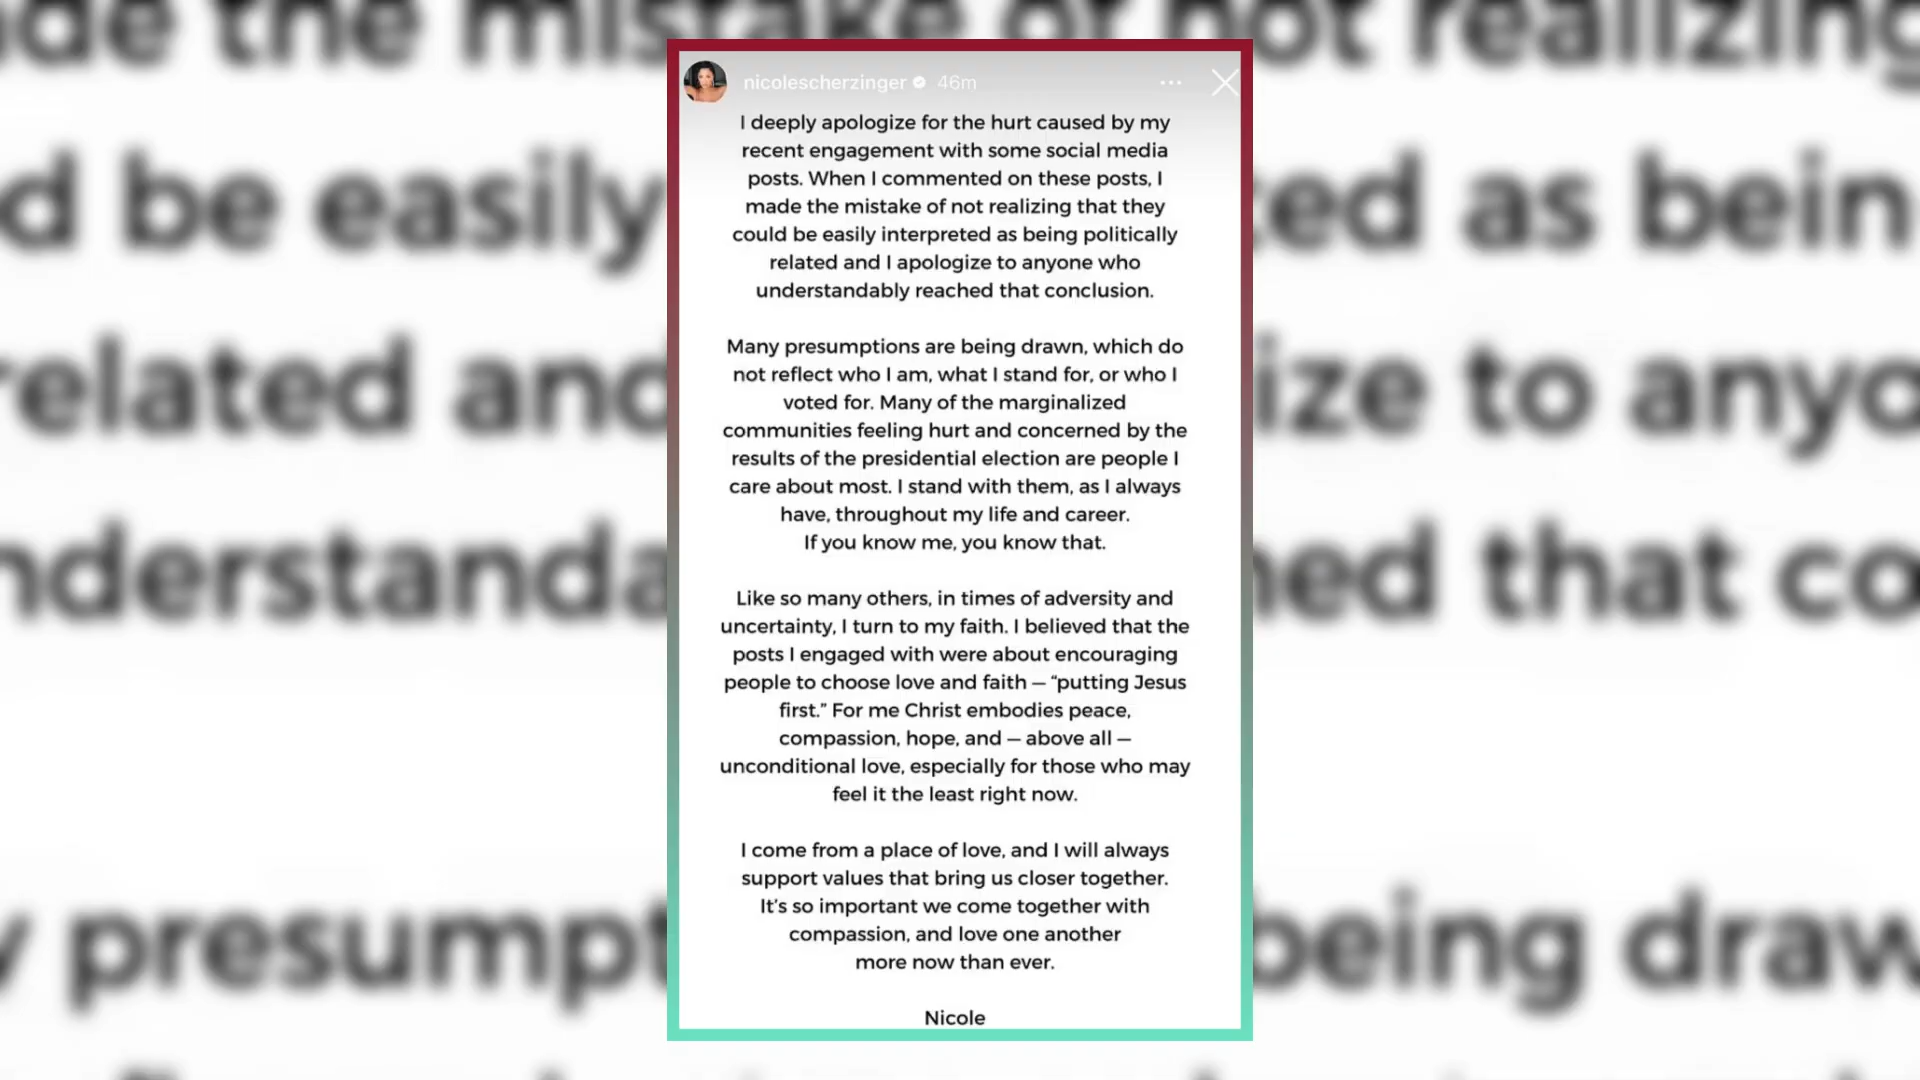 nicolescherzinger 46m
I deeply apologize for the hurt caused by my
recent engagement with some social media
posts. When I commented on these posts, I
made the mistake of not realizing that they
could be easily interpreted as being politically
related and I apologize to anyone who
understandably reached that conclusion.
Many presumptions are being drawn, which do
not reflect who I am, what I stand for, or who I
voted for. Many of the marginalized
communities feeling hurt and concerned by the
results of the presidential election are people I
care about most. I stand with them, as I always
have, throughout my life and career.
If you know me, you know that.
Like so many others, in times of adversity and
uncertainty, I turn to my faith. I believed that the
posts I engaged with were about encouraging
people to choose love and faith — “putting Jesus
first.” For me Christ embodies peace,
compassion, hope, and — above all —
unconditional love, especially for those who may
feel it the least right now.
I come from a place of love, and I will always
support values that bring us closer together.
It’s so important we come together with
compassion, and love one another
more now than ever.
Nicole